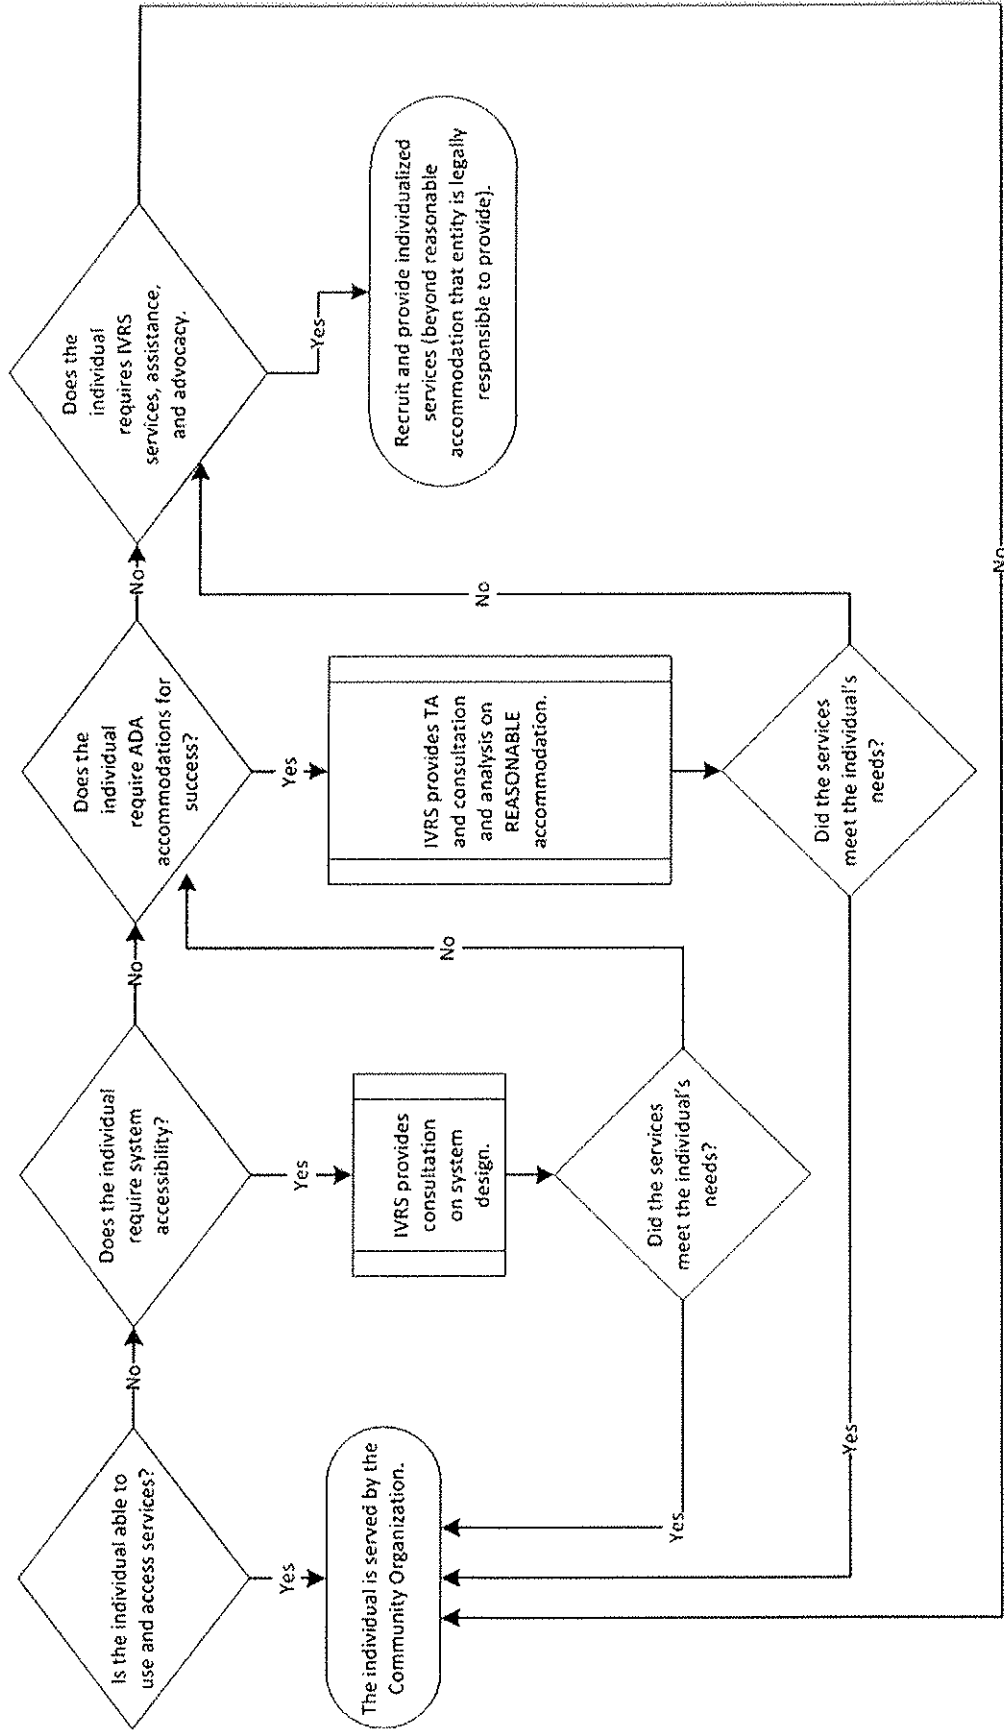 Is the individual able to
use and access services?
No
Does the individual
require system
accessibility?
No
Does the
individual
require ADA
accommodations for
success?
No
Does the
individual
requires IVRS
services, assistance,
and advocacy.
Yes
Yes
Yes
Yes
The individual is served by the
Community Organization.
IVRS provides
consultation
on system
design.
IVRS provides TA
and consultation
and analysis on
REASONABLE
accommodation.
Recruit and provide individualized
services (beyond reasonable
accommodation that entity is legally
responsible to provide).
No
No
Did the services
meet the individual's
needs?
Yes
Did the services
meet the individual's
needs?
Yes
No